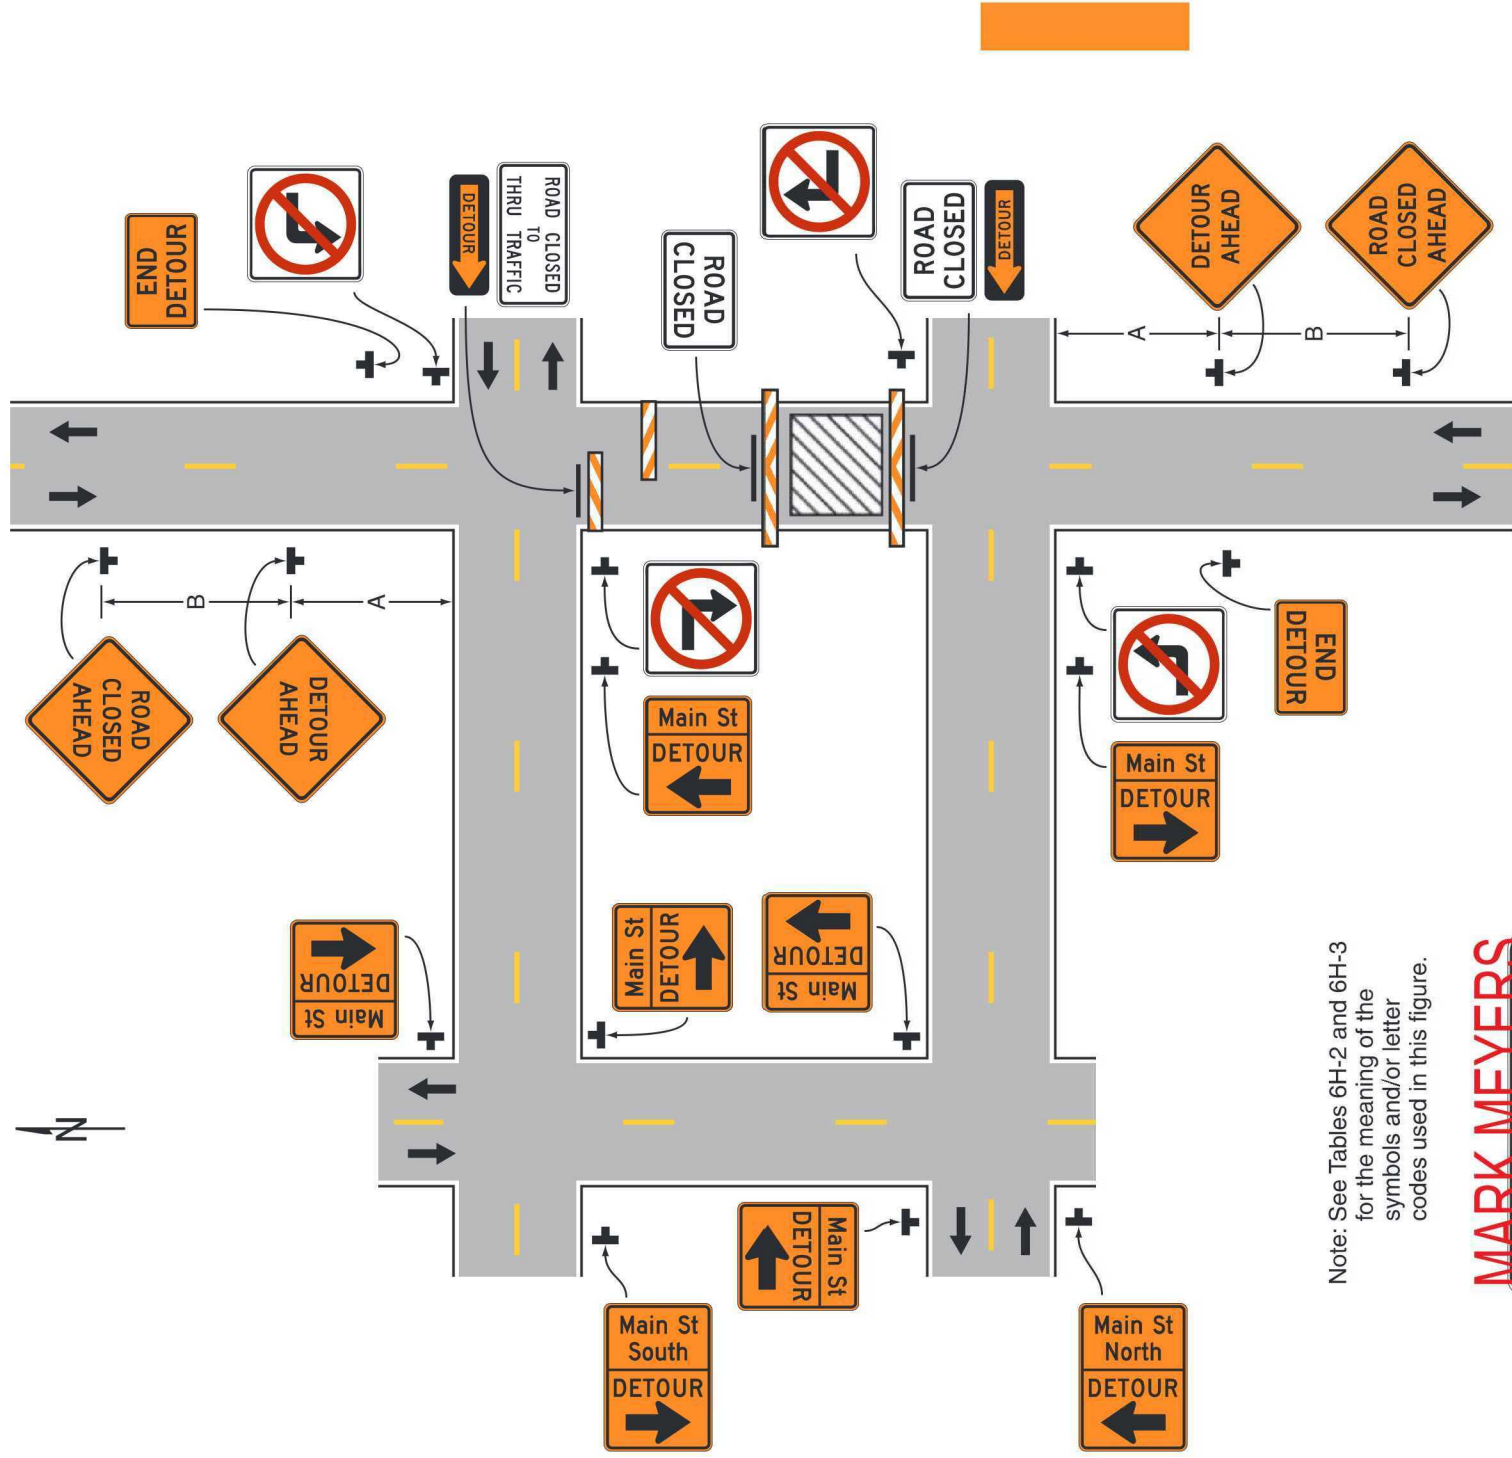 END
DETOUR
DETOUR
ROAD CLOSED
TO
THRU TRAFFIC
ROAD
CLOSED
ROAD
CLOSED
DETOUR
DETOUR
AHEAD
ROAD
CLOSED
AHEAD
A
B
B
A
ROAD
CLOSED
AHEAD
DETOUR
AHEAD
Main St
DETOUR
END
DETOUR
Main St
DETOUR
Main St
DETOUR
Main St
DETOUR
Main St
DETOUR
N
Main St
DETOUR
Main St
South
DETOUR
Main St
North
DETOUR
Note: See Tables 6H-2 and 6H-3
for the meaning of the
symbols and/or letter
codes used in this figure.
MARK MEYERS